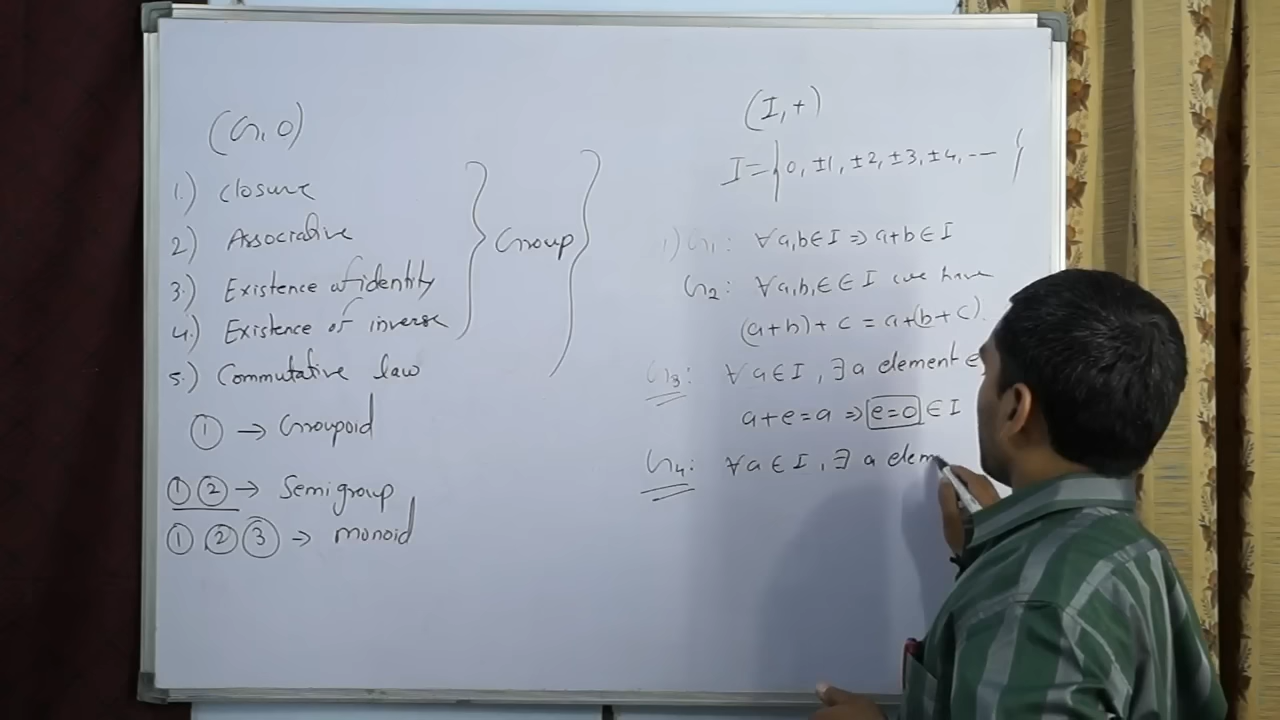 (G, 0)
1.) Closure
2) Associative
3.) Existence of identity
4.) Existence of inverse
5.) Commutative law
Group
① → Groupoid
① ② → Semigroup
① ② ③ → monoid
(I, +)
I = { 0, ±1, ±2, ±3, ±4, --- }
1) G₁: ∀ a,b ∈ I ⇒ a+b ∈ I
G₂: ∀ a,b, ∈ ∈ I we have
(a+b)+c = a+(b+c).
G₃: ∀ a ∈ I, ∃ a element e
a+e=a ⇒ e=0 ∈ I
G₄: ∀ a ∈ I, ∃ a elem